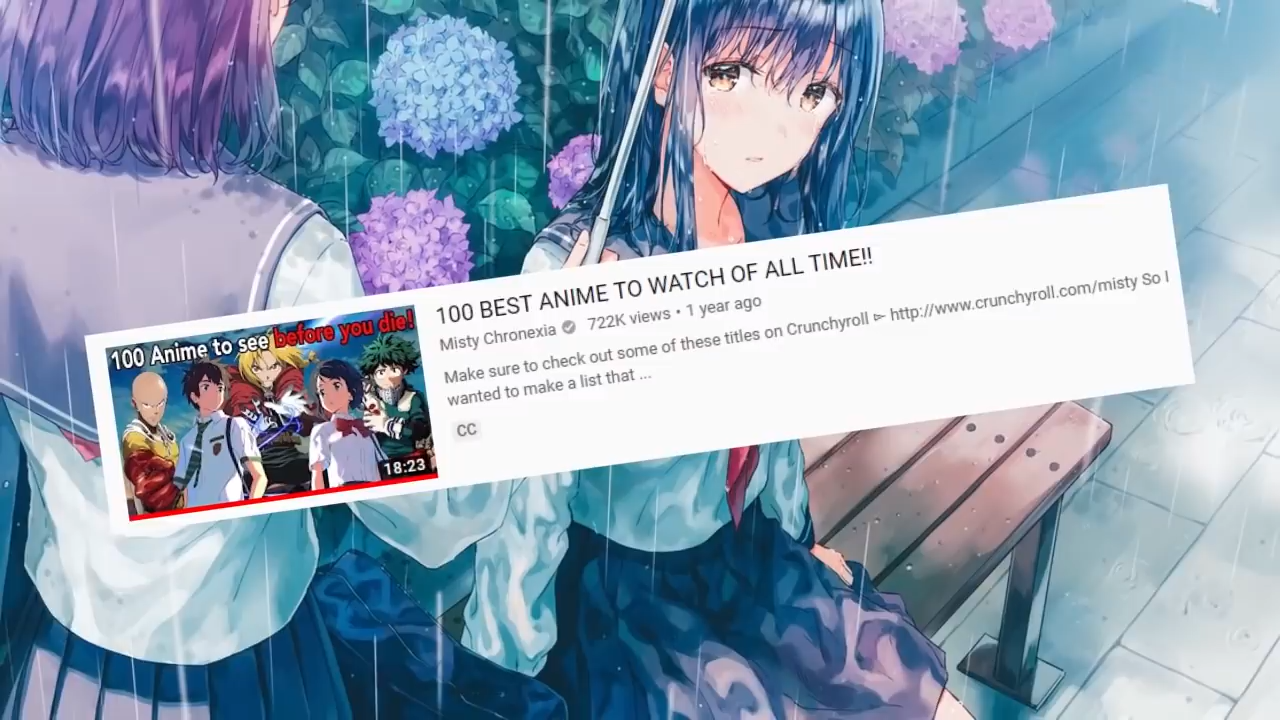 100 BEST ANIME TO WATCH OF ALL TIME!!
Misty Chronexia 722K views • 1 year ago
Make sure to check out some of these titles on Crunchyroll ⊳ http://www.crunchyroll.com/misty So I
wanted to make a list that ...
CC
100 Anime to see before you die!
18:23